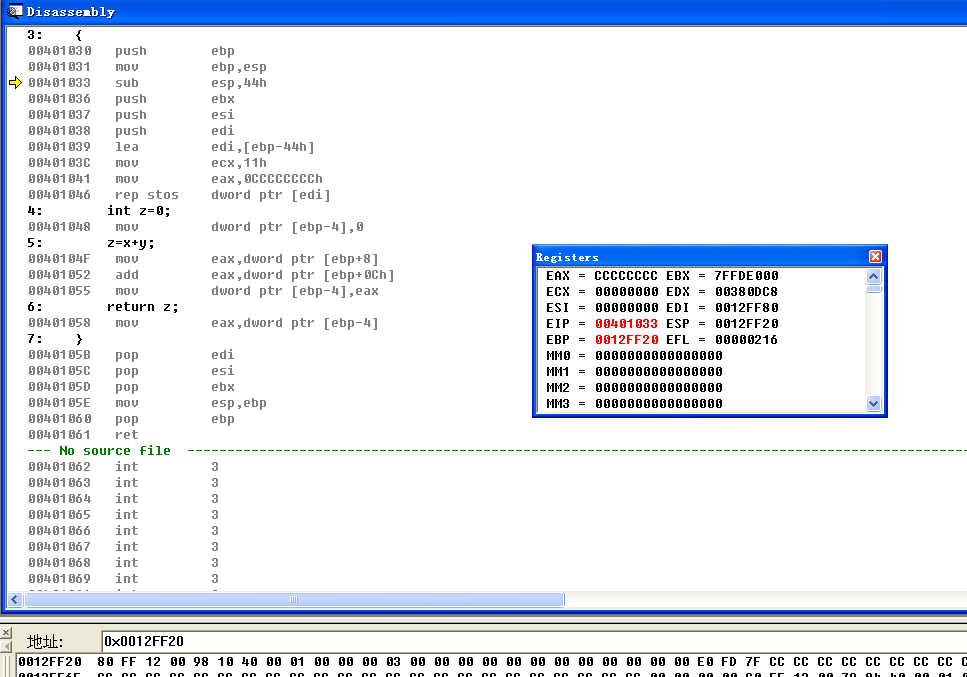 Disassembly
3: {
00401030 push ebp
00401031 mov ebp,esp
00401033 sub esp,44h
00401036 push ebx
00401037 push esi
00401038 push edi
00401039 lea edi,[ebp-44h]
0040103C mov ecx,11h
00401041 mov eax,0CCCCCCCCh
00401046 rep stos dword ptr [edi]
4: int z=0;
00401048 mov dword ptr [ebp-4],0
5: z=x+y;
0040104F mov eax,dword ptr [ebp+8]
00401052 add eax,dword ptr [ebp+0Ch]
00401055 mov dword ptr [ebp-4],eax
6: return z;
00401058 mov eax,dword ptr [ebp-4]
7: }
0040105B pop edi
0040105C pop esi
0040105D pop ebx
0040105E mov esp,ebp
00401060 pop ebp
00401061 ret
--- No source file
00401062 int 3
00401063 int 3
00401064 int 3
00401065 int 3
00401066 int 3
00401067 int 3
00401068 int 3
00401069 int 3
Registers
EAX = CCCCCCCC EBX = 7FFDE000
ECX = 00000000 EDX = 00380DC8
ESI = 00000000 EDI = 0012FF80
EIP = 00401033 ESP = 0012FF20
EBP = 0012FF20 EFL = 00000216
MM0 = 0000000000000000
MM1 = 0000000000000000
MM2 = 0000000000000000
MM3 = 0000000000000000
地址: 0x0012FF20
0012FF20 80 FF 12 00 98 10 40 00 01 00 00 00 03 00 00 00 00 00 00 00 00 00 00 00 00 E0 FD 7F CC CC CC CC CC CC CC C